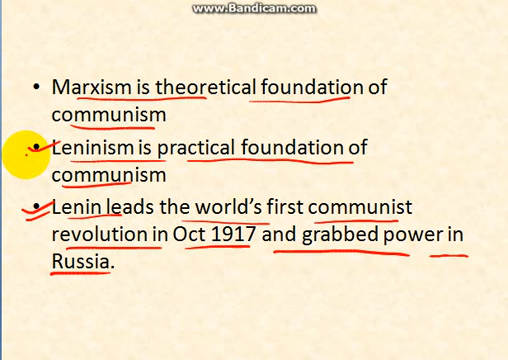 www.Bandicam.com
• Marxism is theoretical foundation of
communism
• Leninism is practical foundation of
communism
• Lenin leads the world's first communist
revolution in Oct 1917 and grabbed power in
Russia.